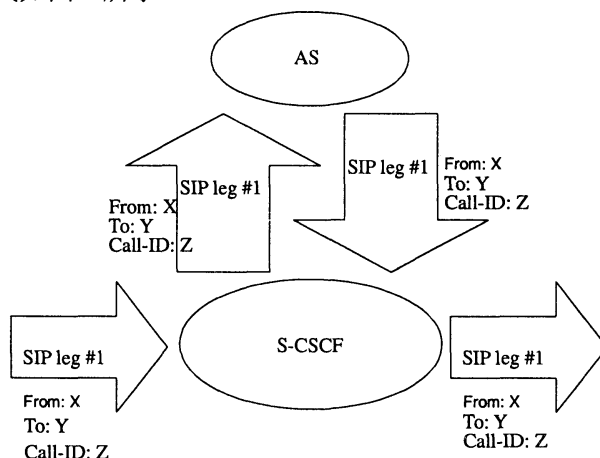 AS
SIP leg #1
From: X
To: Y
Call-ID: Z
SIP leg #1
From: X
To: Y
Call-ID: Z
SIP leg #1
From: X
To: Y
Call-ID: Z
S-CSCF
SIP leg #1
From: X
To: Y
Call-ID: Z